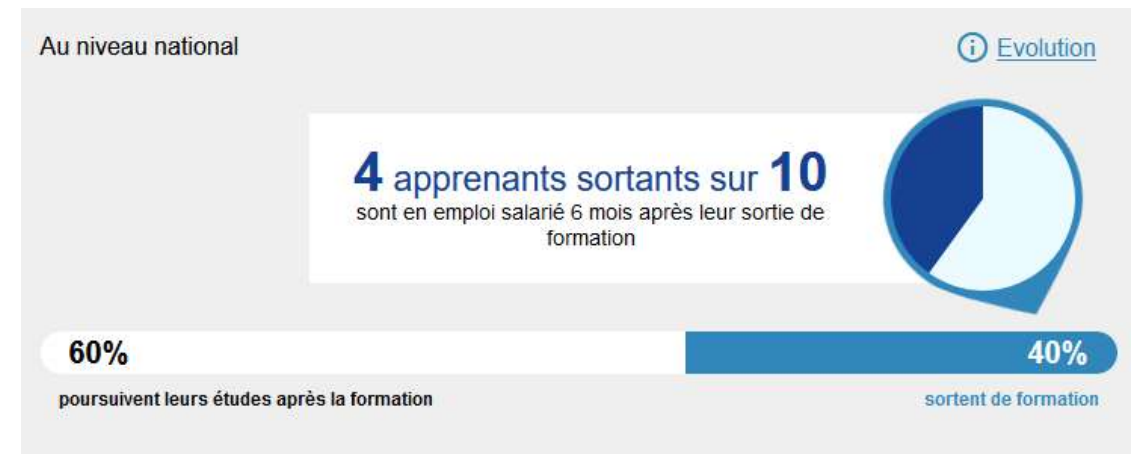 Au niveau national
Evolution
4 apprenants sortants sur 10
sont en emploi salarié 6 mois après leur sortie de
formation
60%
40%
poursuivent leurs études après la formation
sortent de formation